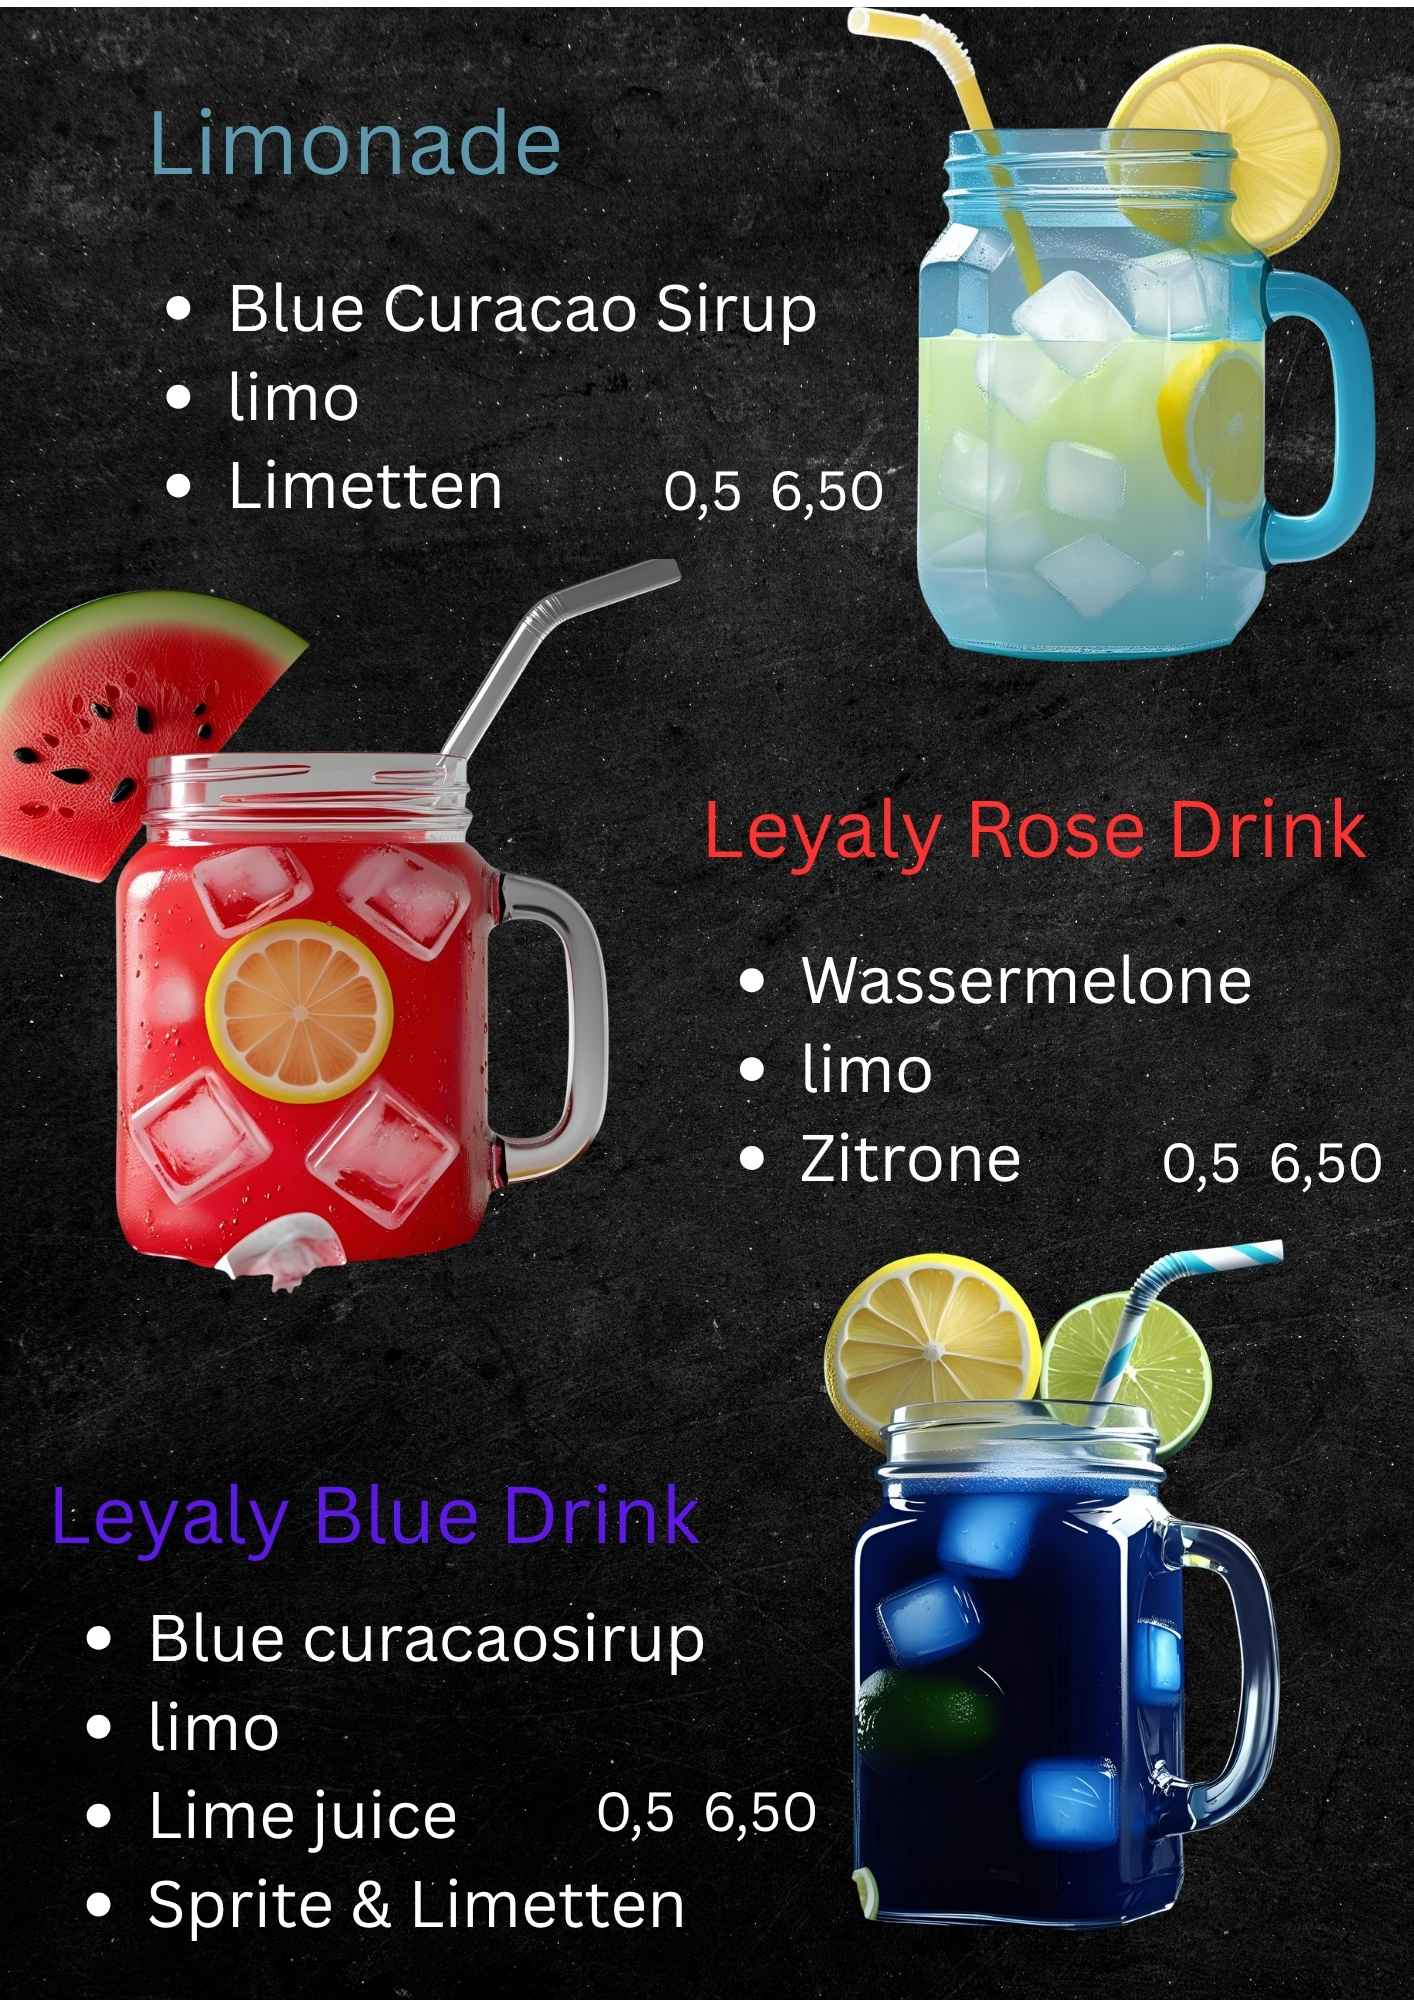 Limonade
• Blue Curacao Sirup
• limo
• Limetten 0,5 6,50
Leyaly Rose Drink
• Wassermelone
• limo
• Zitrone 0,5 6,50
Leyaly Blue Drink
• Blue curacaosirup
• limo
• Lime juice 0,5 6,50
• Sprite & Limetten